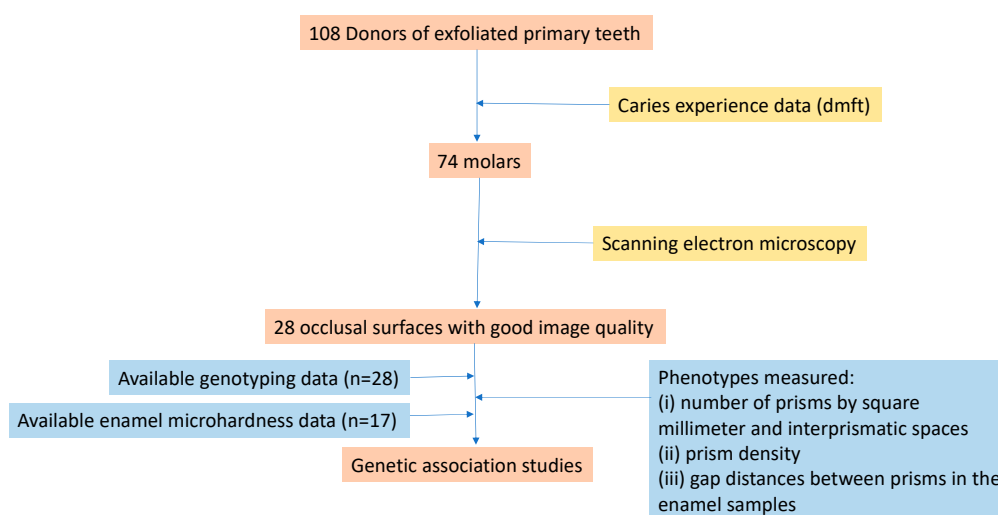 108 Donors of exfoliated primary teeth
Caries experience data (dmft)
74 molars
Scanning electron microscopy
28 occlusal surfaces with good image quality
Available genotyping data (n=28)
Available enamel microhardness data (n=17)
Phenotypes measured:
(i) number of prisms by square
millimeter and interprismatic spaces
(ii) prism density
(iii) gap distances between prisms in the
enamel samples
Genetic association studies